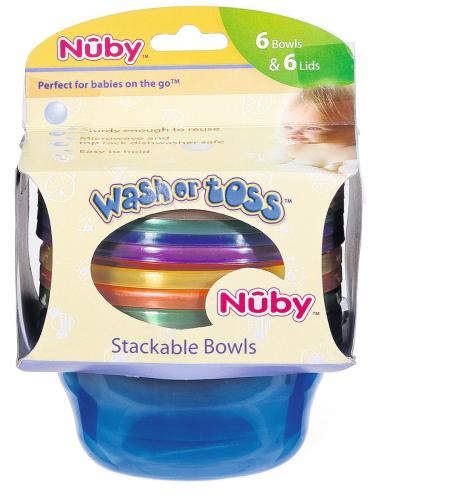 Nûby™
6 Bowls
& 6 Lids
Perfect for babies on the go™
Sturdy enough to reuse
Microwave and
top rack dishwasher safe
Easy to hold
Wash or toss™
Nûby™
Stackable Bowls